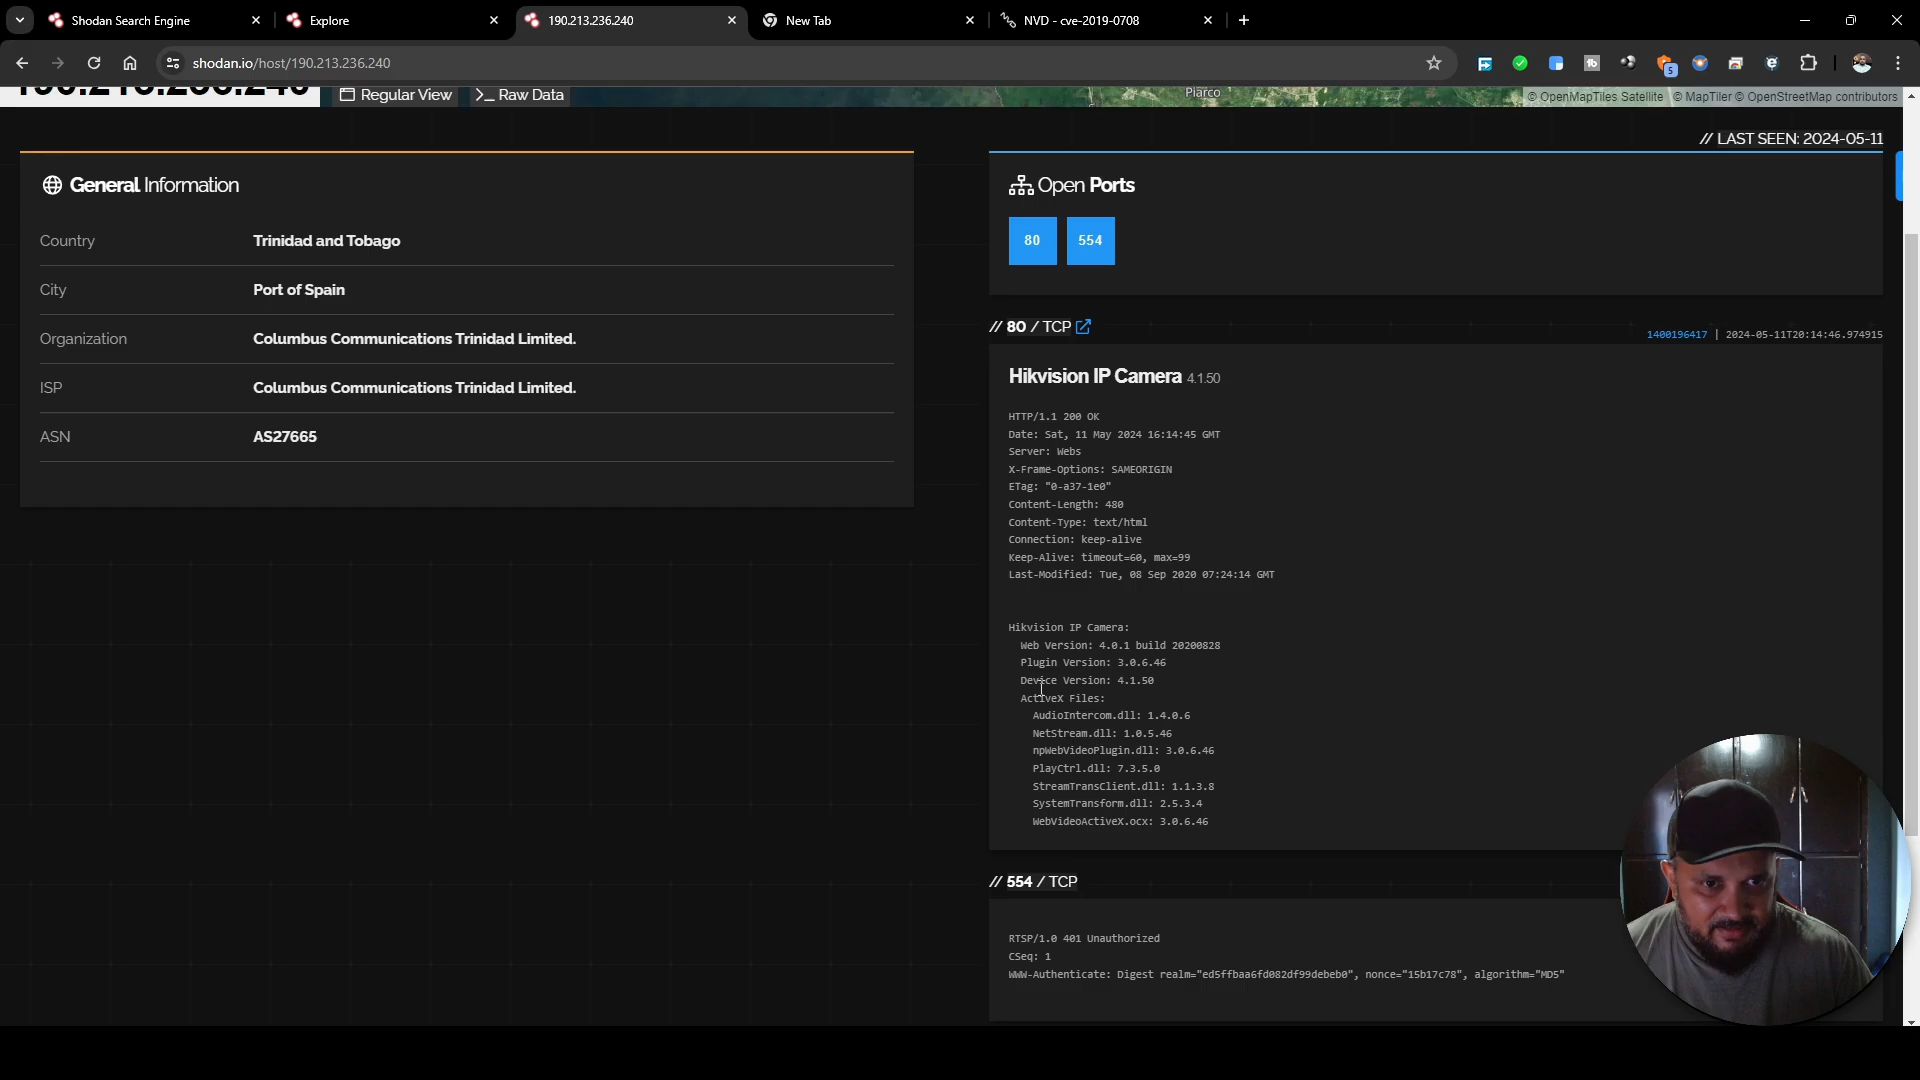 Shodan Search Engine
Explore
190.213.236.240
New Tab
NVD - cve-2019-0708
shodan.io/host/190.213.236.240
5
190.213.236.240
Regular View
>_ Raw Data
Piarco
© OpenMapTiles Satellite © MapTiler © OpenStreetMap contributors
// LAST SEEN: 2024-05-11
General Information
Country Trinidad and Tobago
City Port of Spain
Organization Columbus Communications Trinidad Limited.
ISP Columbus Communications Trinidad Limited.
ASN AS27665
Open Ports
80 554
// 80 / TCP
1400196417 | 2024-05-11T20:14:46.974915
Hikvision IP Camera 4.1.50
HTTP/1.1 200 OK
Date: Sat, 11 May 2024 16:14:45 GMT
Server: Webs
X-Frame-Options: SAMEORIGIN
ETag: "0-a37-1e0"
Content-Length: 480
Content-Type: text/html
Connection: keep-alive
Keep-Alive: timeout=60, max=99
Last-Modified: Tue, 08 Sep 2020 07:24:14 GMT
Hikvision IP Camera:
Web Version: 4.0.1 build 20200828
Plugin Version: 3.0.6.46
Device Version: 4.1.50
ActiveX Files:
AudioIntercom.dll: 1.4.0.6
NetStream.dll: 1.0.5.46
npWebVideoPlugin.dll: 3.0.6.46
PlayCtrl.dll: 7.3.5.0
StreamTransClient.dll: 1.1.3.8
SystemTransform.dll: 2.5.3.4
WebVideoActiveX.ocx: 3.0.6.46
// 554 / TCP
RTSP/1.0 401 Unauthorized
CSeq: 1
WWW-Authenticate: Digest realm="ed5ffbaa6fd082df99debeb0", nonce="15b17c78", algorithm="MD5"